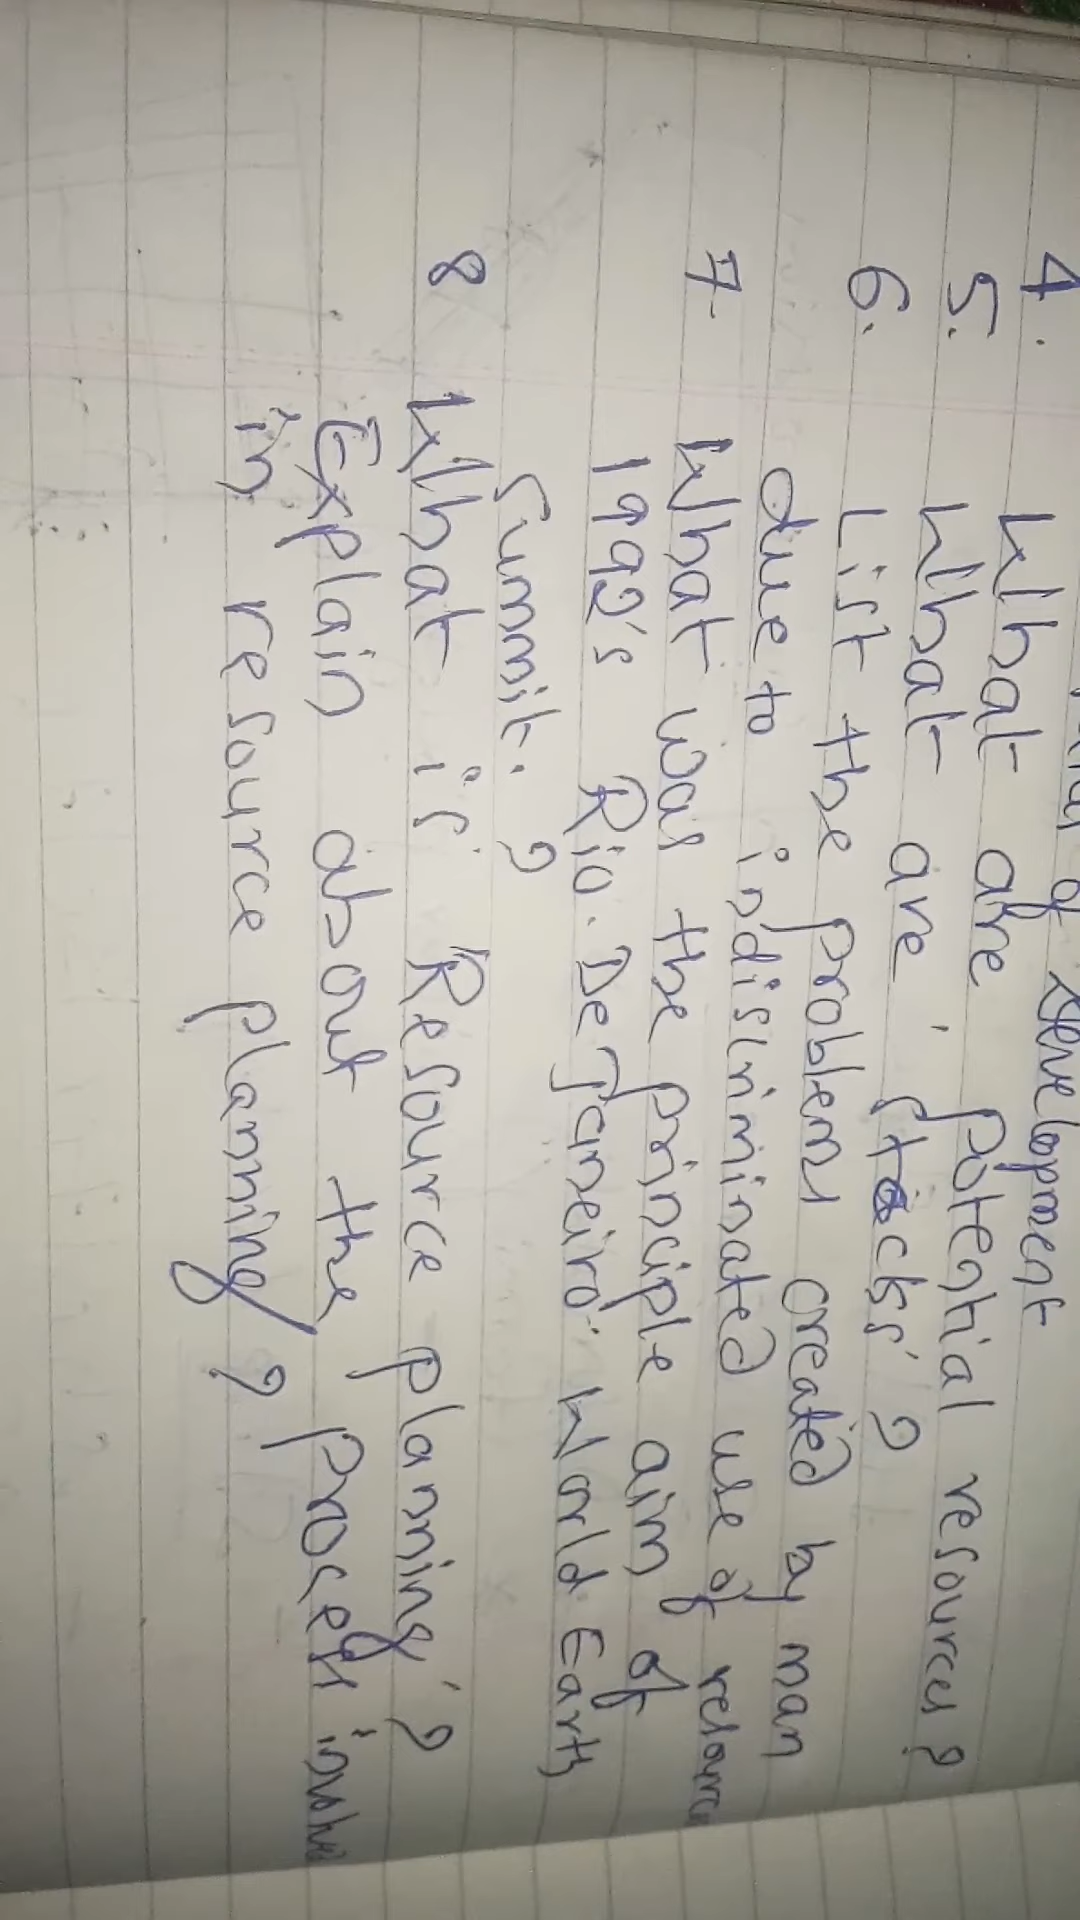 of Development
4. What are potential resources?
5. What are 'stocks'?
6. List the problems created by man
due to indiscriminated use of resource
7 What was the principle aim of
1992's Rio. De Janeiro. World Earth
Summit. ?
8 What is 'Resource planning'?
Explain about the process involved
in resource planning?